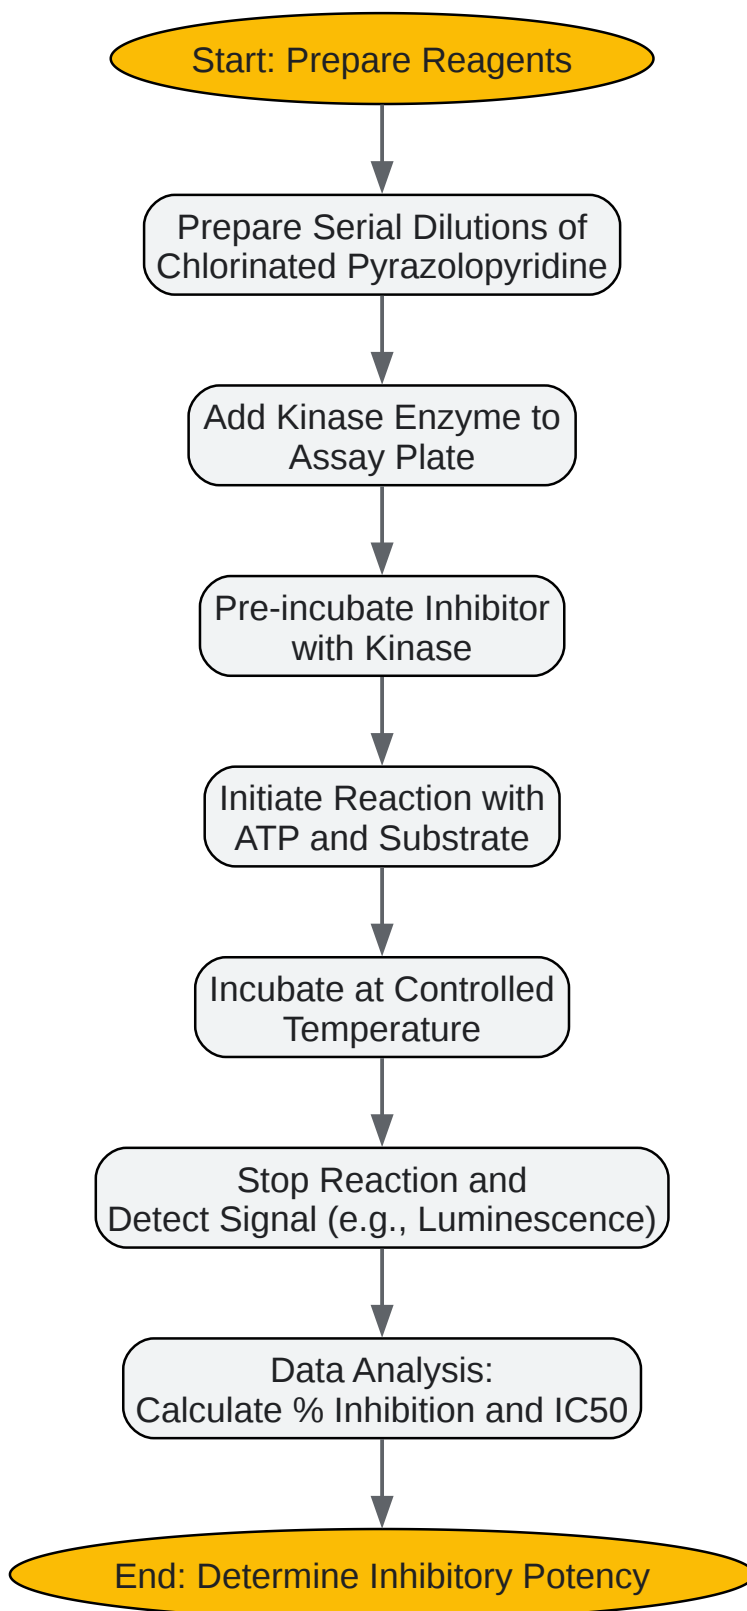 Start: Prepare Reagents
Prepare Serial Dilutions of
Chlorinated Pyrazolopyridine
Add Kinase Enzyme to
Assay Plate
Pre-incubate Inhibitor
with Kinase
Initiate Reaction with
ATP and Substrate
Incubate at Controlled
Temperature
Stop Reaction and
Detect Signal (e.g., Luminescence)
Data Analysis:
Calculate % Inhibition and IC50
End: Determine Inhibitory Potency